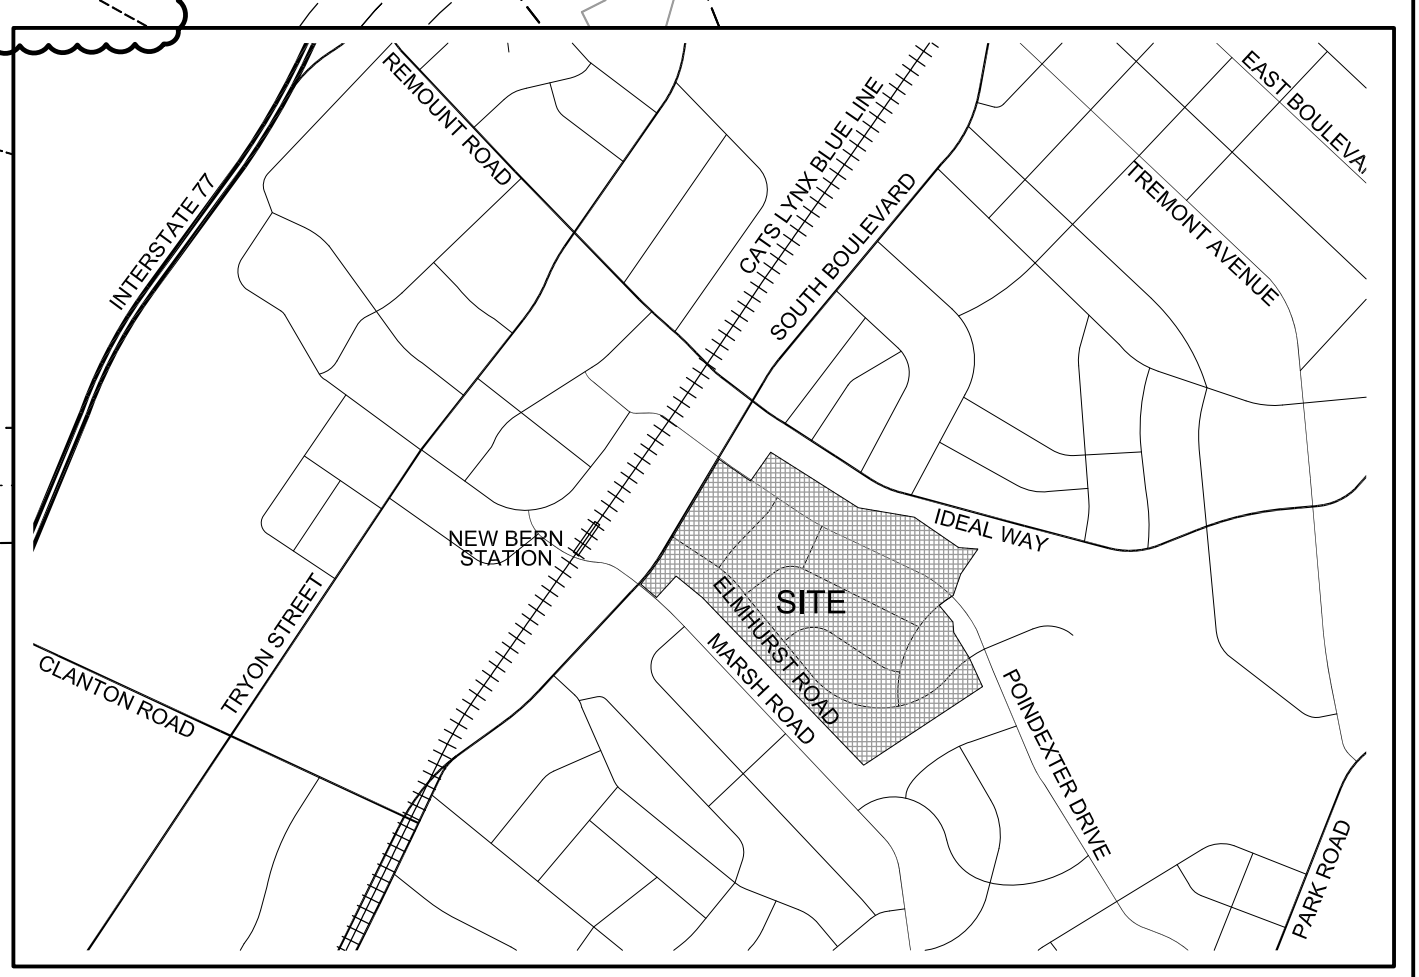 REMOUNT ROAD
EAST BOULEVA
CATS LYNX BLUE LINE
INTERSTATE 77
SOUTH BOULEVARD
TREMONT AVENUE
IDEAL WAY
NEW BERN
STATION
SITE
ELMHURST ROAD
MARSH ROAD
TRYON STREET
CLANTON ROAD
POINDEXTER DRIVE
PARK ROAD